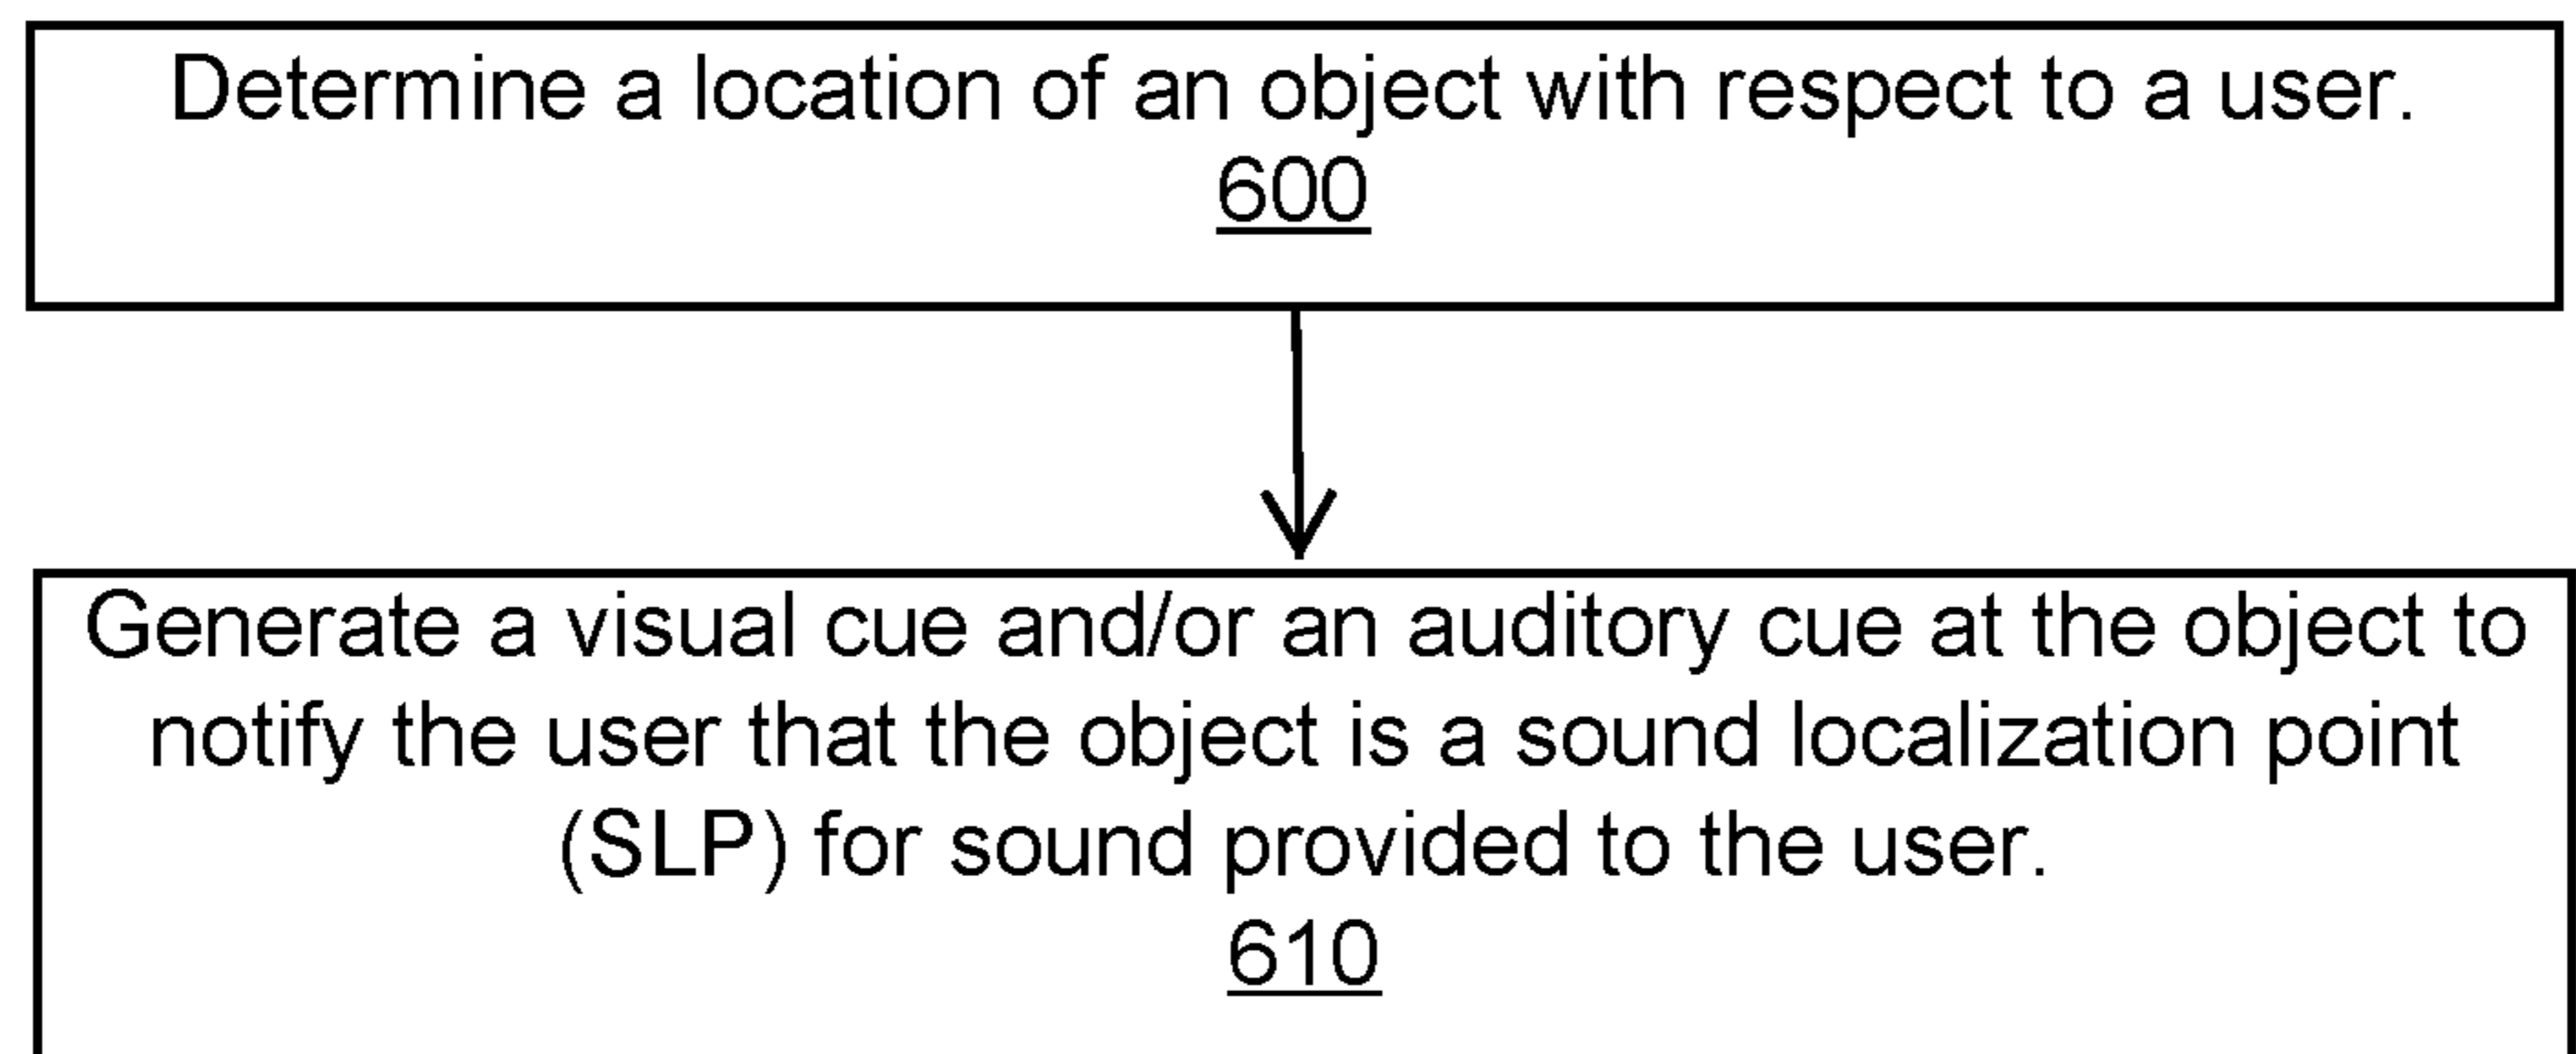 Determine a location of an object with respect to a user.
600
Generate a visual cue and/or an auditory cue at the object to
notify the user that the object is a sound localization point
(SLP) for sound provided to the user.
610